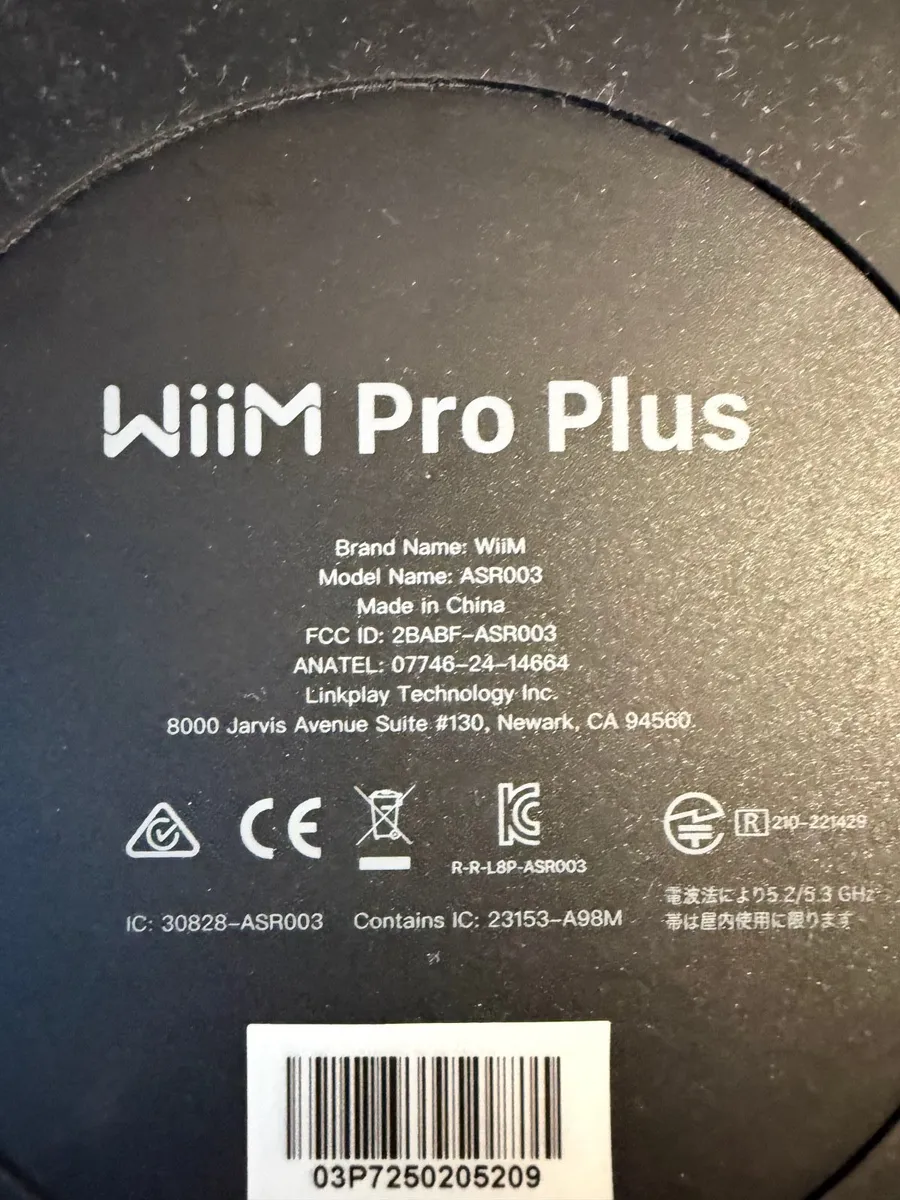 WiiM Pro Plus
Brand Name: WiiM
Model Name: ASR003
Made in China
FCC ID: 2BABF-ASR003
ANATEL: 07746-24-14664
Linkplay Technology Inc.
8000 Jarvis Avenue Suite #130, Newark, CA 94560
CE
R 210-221429
R-R-L8P-ASR003
電波法により5.2/5.3 GHz
帯は屋内使用に限ります
IC: 30828-ASR003 Contains IC: 23153-A98M
03P7250205209